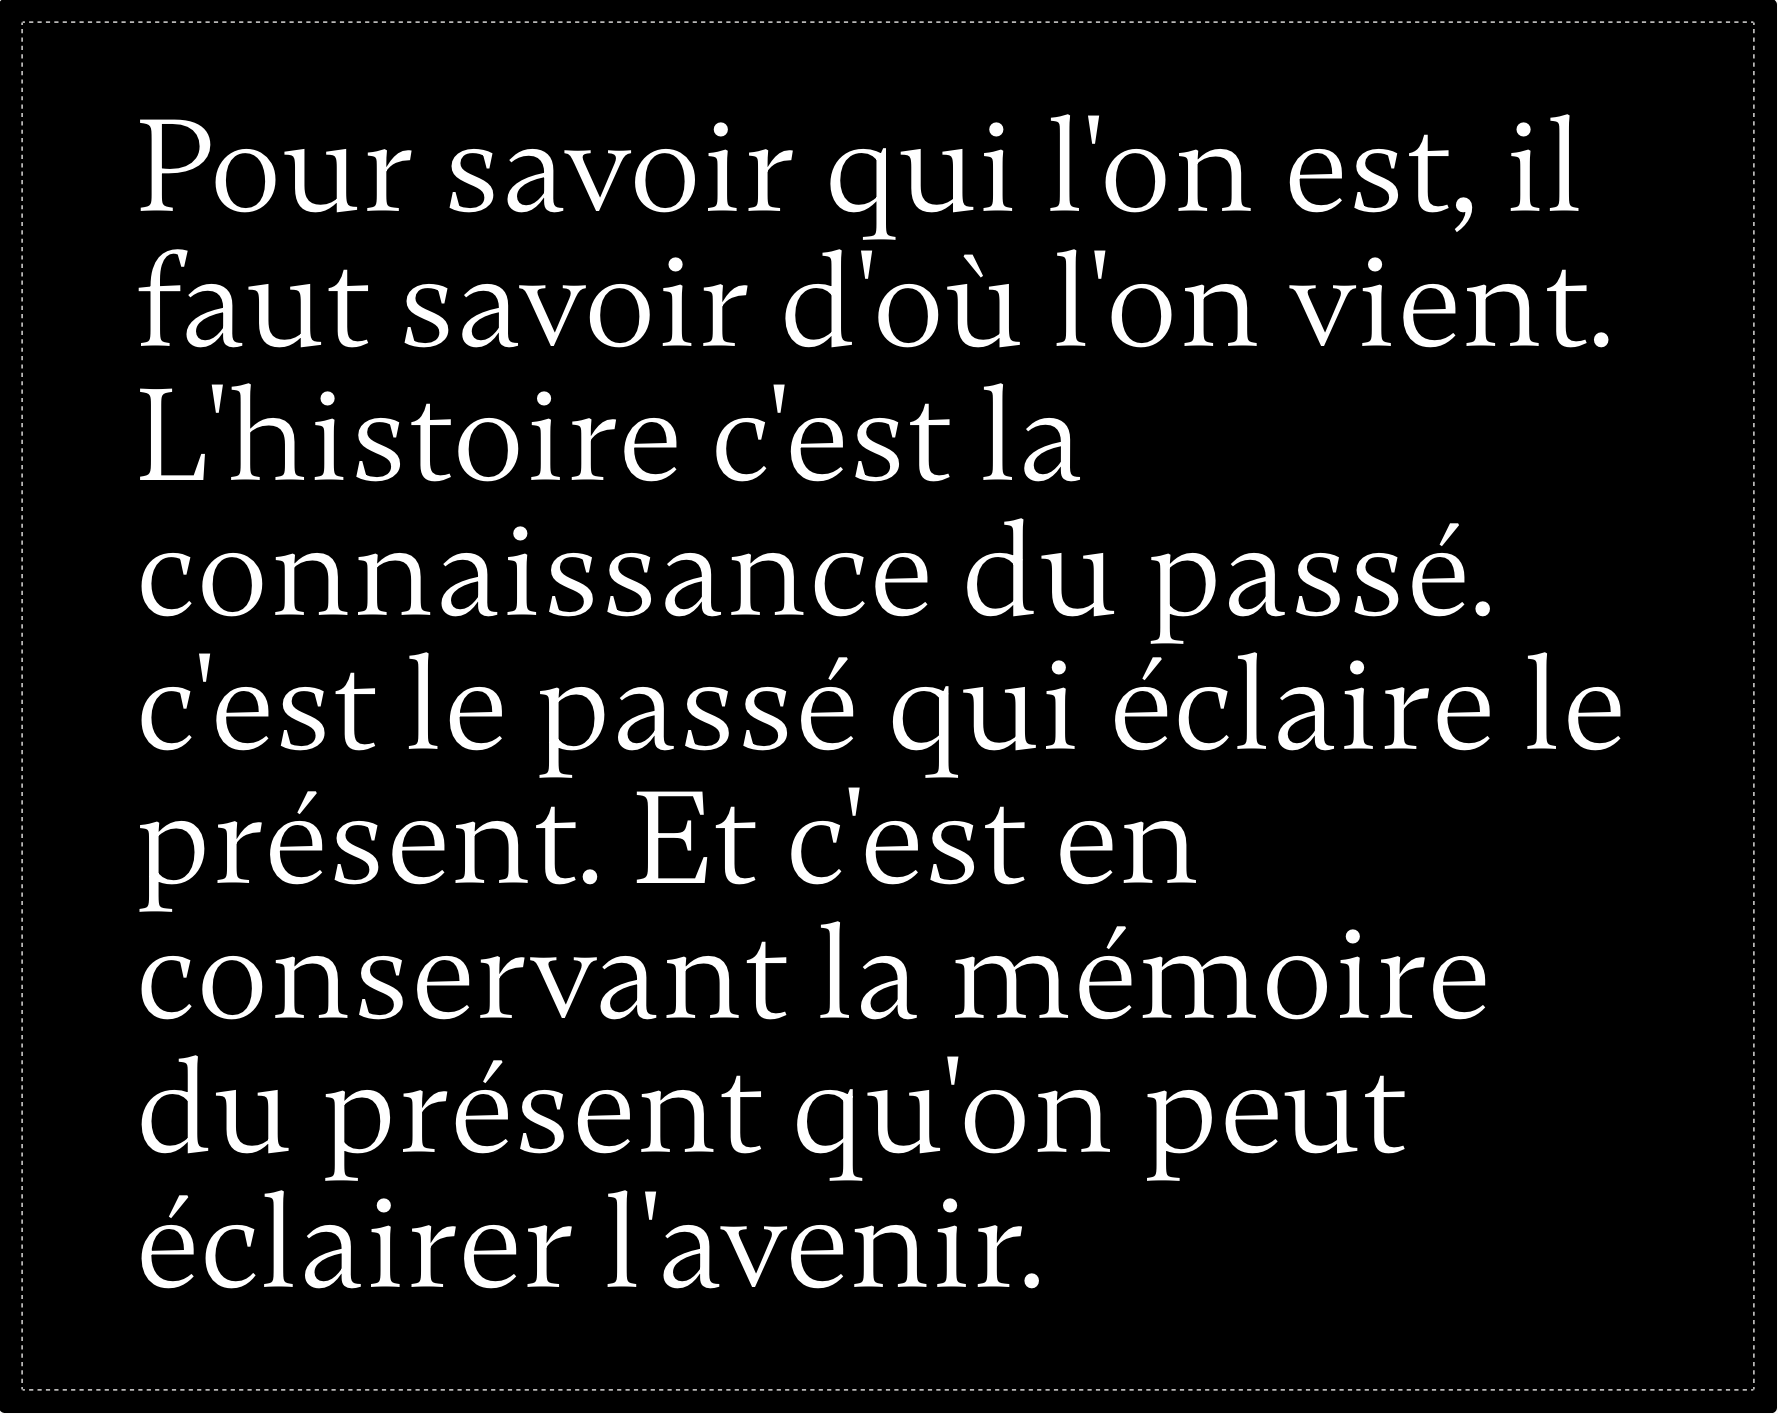 Pour savoir qui l'on est, il
faut savoir d'où l'on vient.
L'histoire c'est la
connaissance du passé.
c'est le passé qui éclaire le
présent. Et c'est en
conservant la mémoire
du présent qu'on peut
éclairer l'avenir.